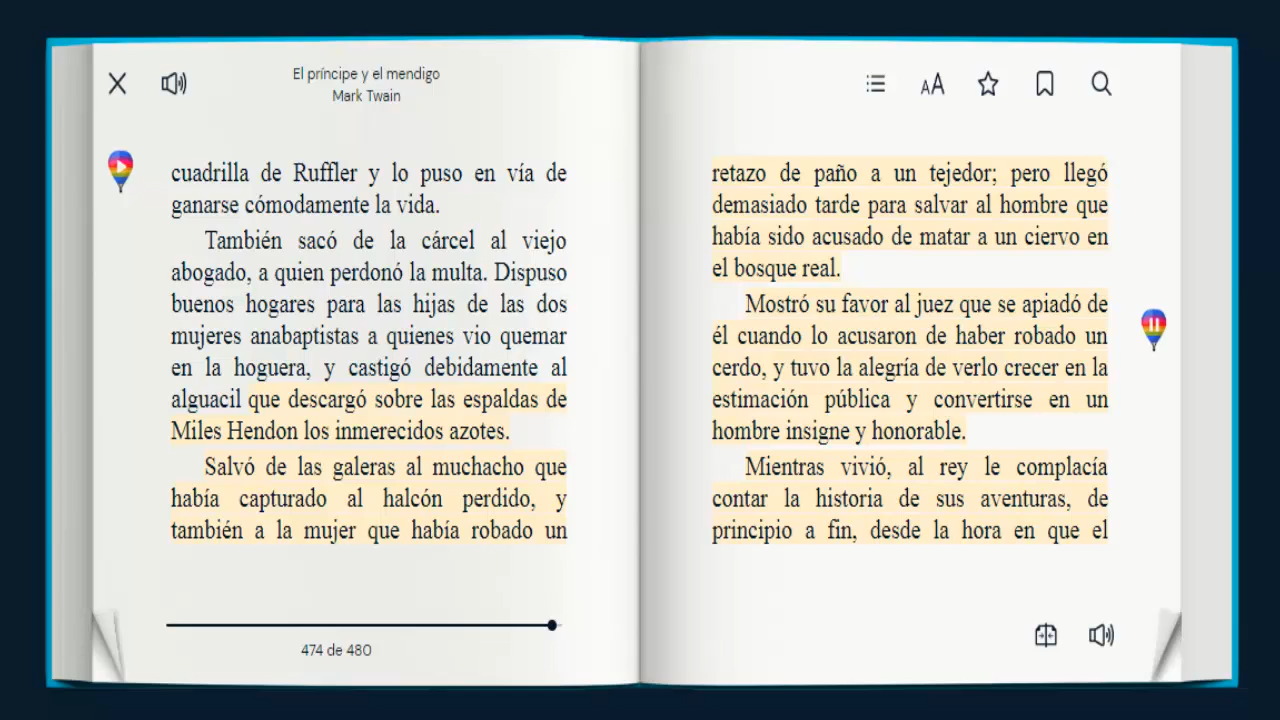 El príncipe y el mendigo
Mark Twain
AA
cuadrilla de Ruffler y lo puso en vía de
ganarse cómodamente la vida.
También sacó de la cárcel al viejo
abogado, a quien perdonó la multa. Dispuso
buenos hogares para las hijas de las dos
mujeres anabaptistas a quienes vio quemar
en la hoguera, y castigó debidamente al
alguacil que descargó sobre las espaldas de
Miles Hendon los inmerecidos azotes.
Salvó de las galeras al muchacho que
había capturado al halcón perdido, y
también a la mujer que había robado un
474 de 480
retazo de paño a un tejedor; pero llegó
demasiado tarde para salvar al hombre que
había sido acusado de matar a un ciervo en
el bosque real.
Mostró su favor al juez que se apiadó de
él cuando lo acusaron de haber robado un
cerdo, y tuvo la alegría de verlo crecer en la
estimación pública y convertirse en un
hombre insigne y honorable.
Mientras vivió, al rey le complacía
contar la historia de sus aventuras, de
principio a fin, desde la hora en que el